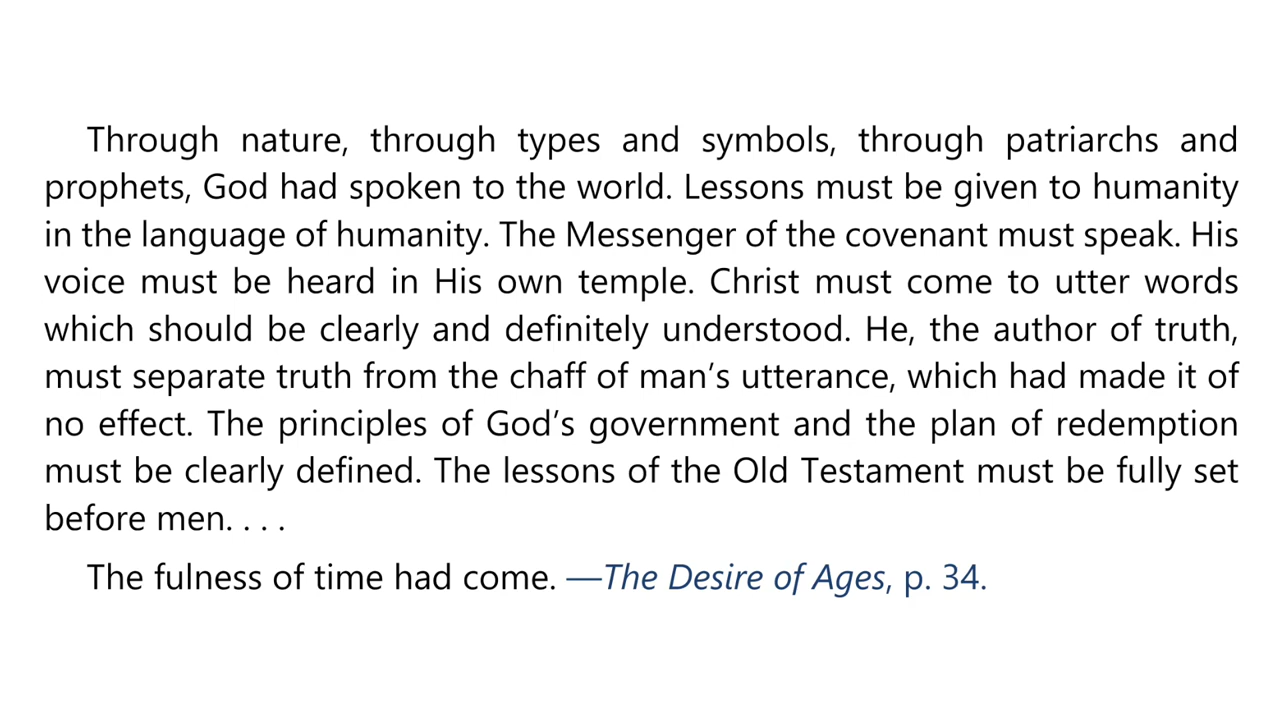 Through nature, through types and symbols, through patriarchs and
prophets, God had spoken to the world. Lessons must be given to humanity
in the language of humanity. The Messenger of the covenant must speak. His
voice must be heard in His own temple. Christ must come to utter words
which should be clearly and definitely understood. He, the author of truth,
must separate truth from the chaff of man’s utterance, which had made it of
no effect. The principles of God’s government and the plan of redemption
must be clearly defined. The lessons of the Old Testament must be fully set
before men. . . .
The fulness of time had come. —The Desire of Ages, p. 34.